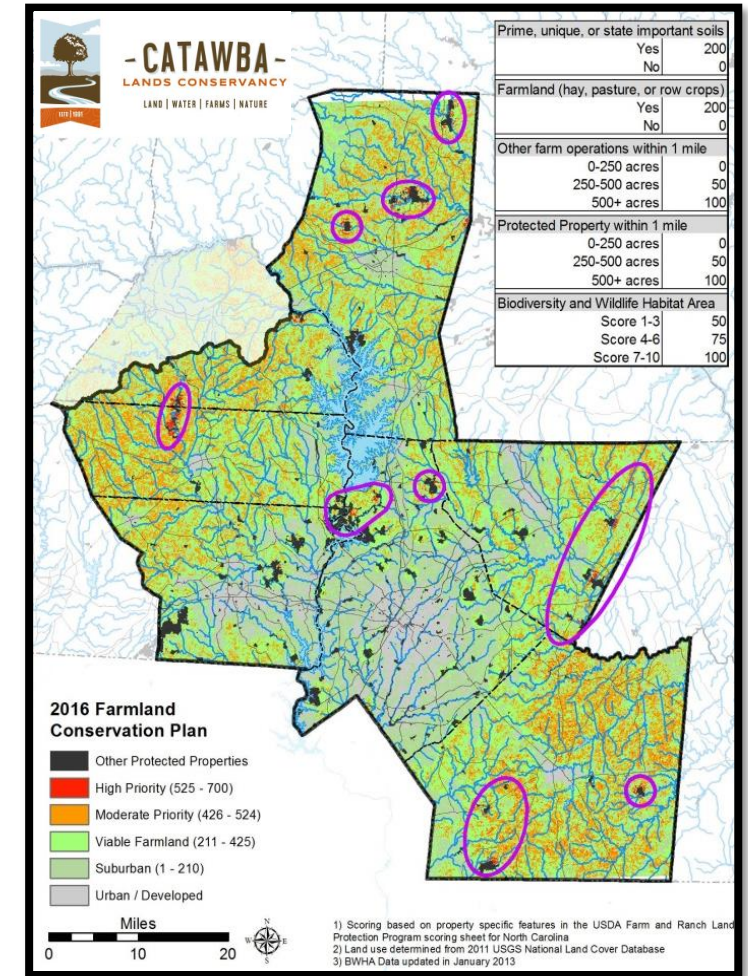 - CATAWBA -
LANDS CONSERVANCY
LAND | WATER | FARMS | NATURE
ESTD | 1991
Prime, unique, or state important soils
Yes 200
No 0
Farmland (hay, pasture, or row crops)
Yes 200
No 0
Other farm operations within 1 mile
0-250 acres 0
250-500 acres 50
500+ acres 100
Protected Property within 1 mile
0-250 acres 0
250-500 acres 50
500+ acres 100
Biodiversity and Wildlife Habitat Area
Score 1-3 50
Score 4-6 75
Score 7-10 100
2016 Farmland
Conservation Plan
Other Protected Properties
High Priority (525 - 700)
Moderate Priority (426 - 524)
Viable Farmland (211 - 425)
Suburban (1 - 210)
Urban / Developed
Miles
0 10 20
N
W E
S
1) Scoring based on property specific features in the USDA Farm and Ranch Land
Protection Program scoring sheet for North Carolina
2) Land use determined from 2011 USGS National Land Cover Database
3) BWHA Data updated in January 2013